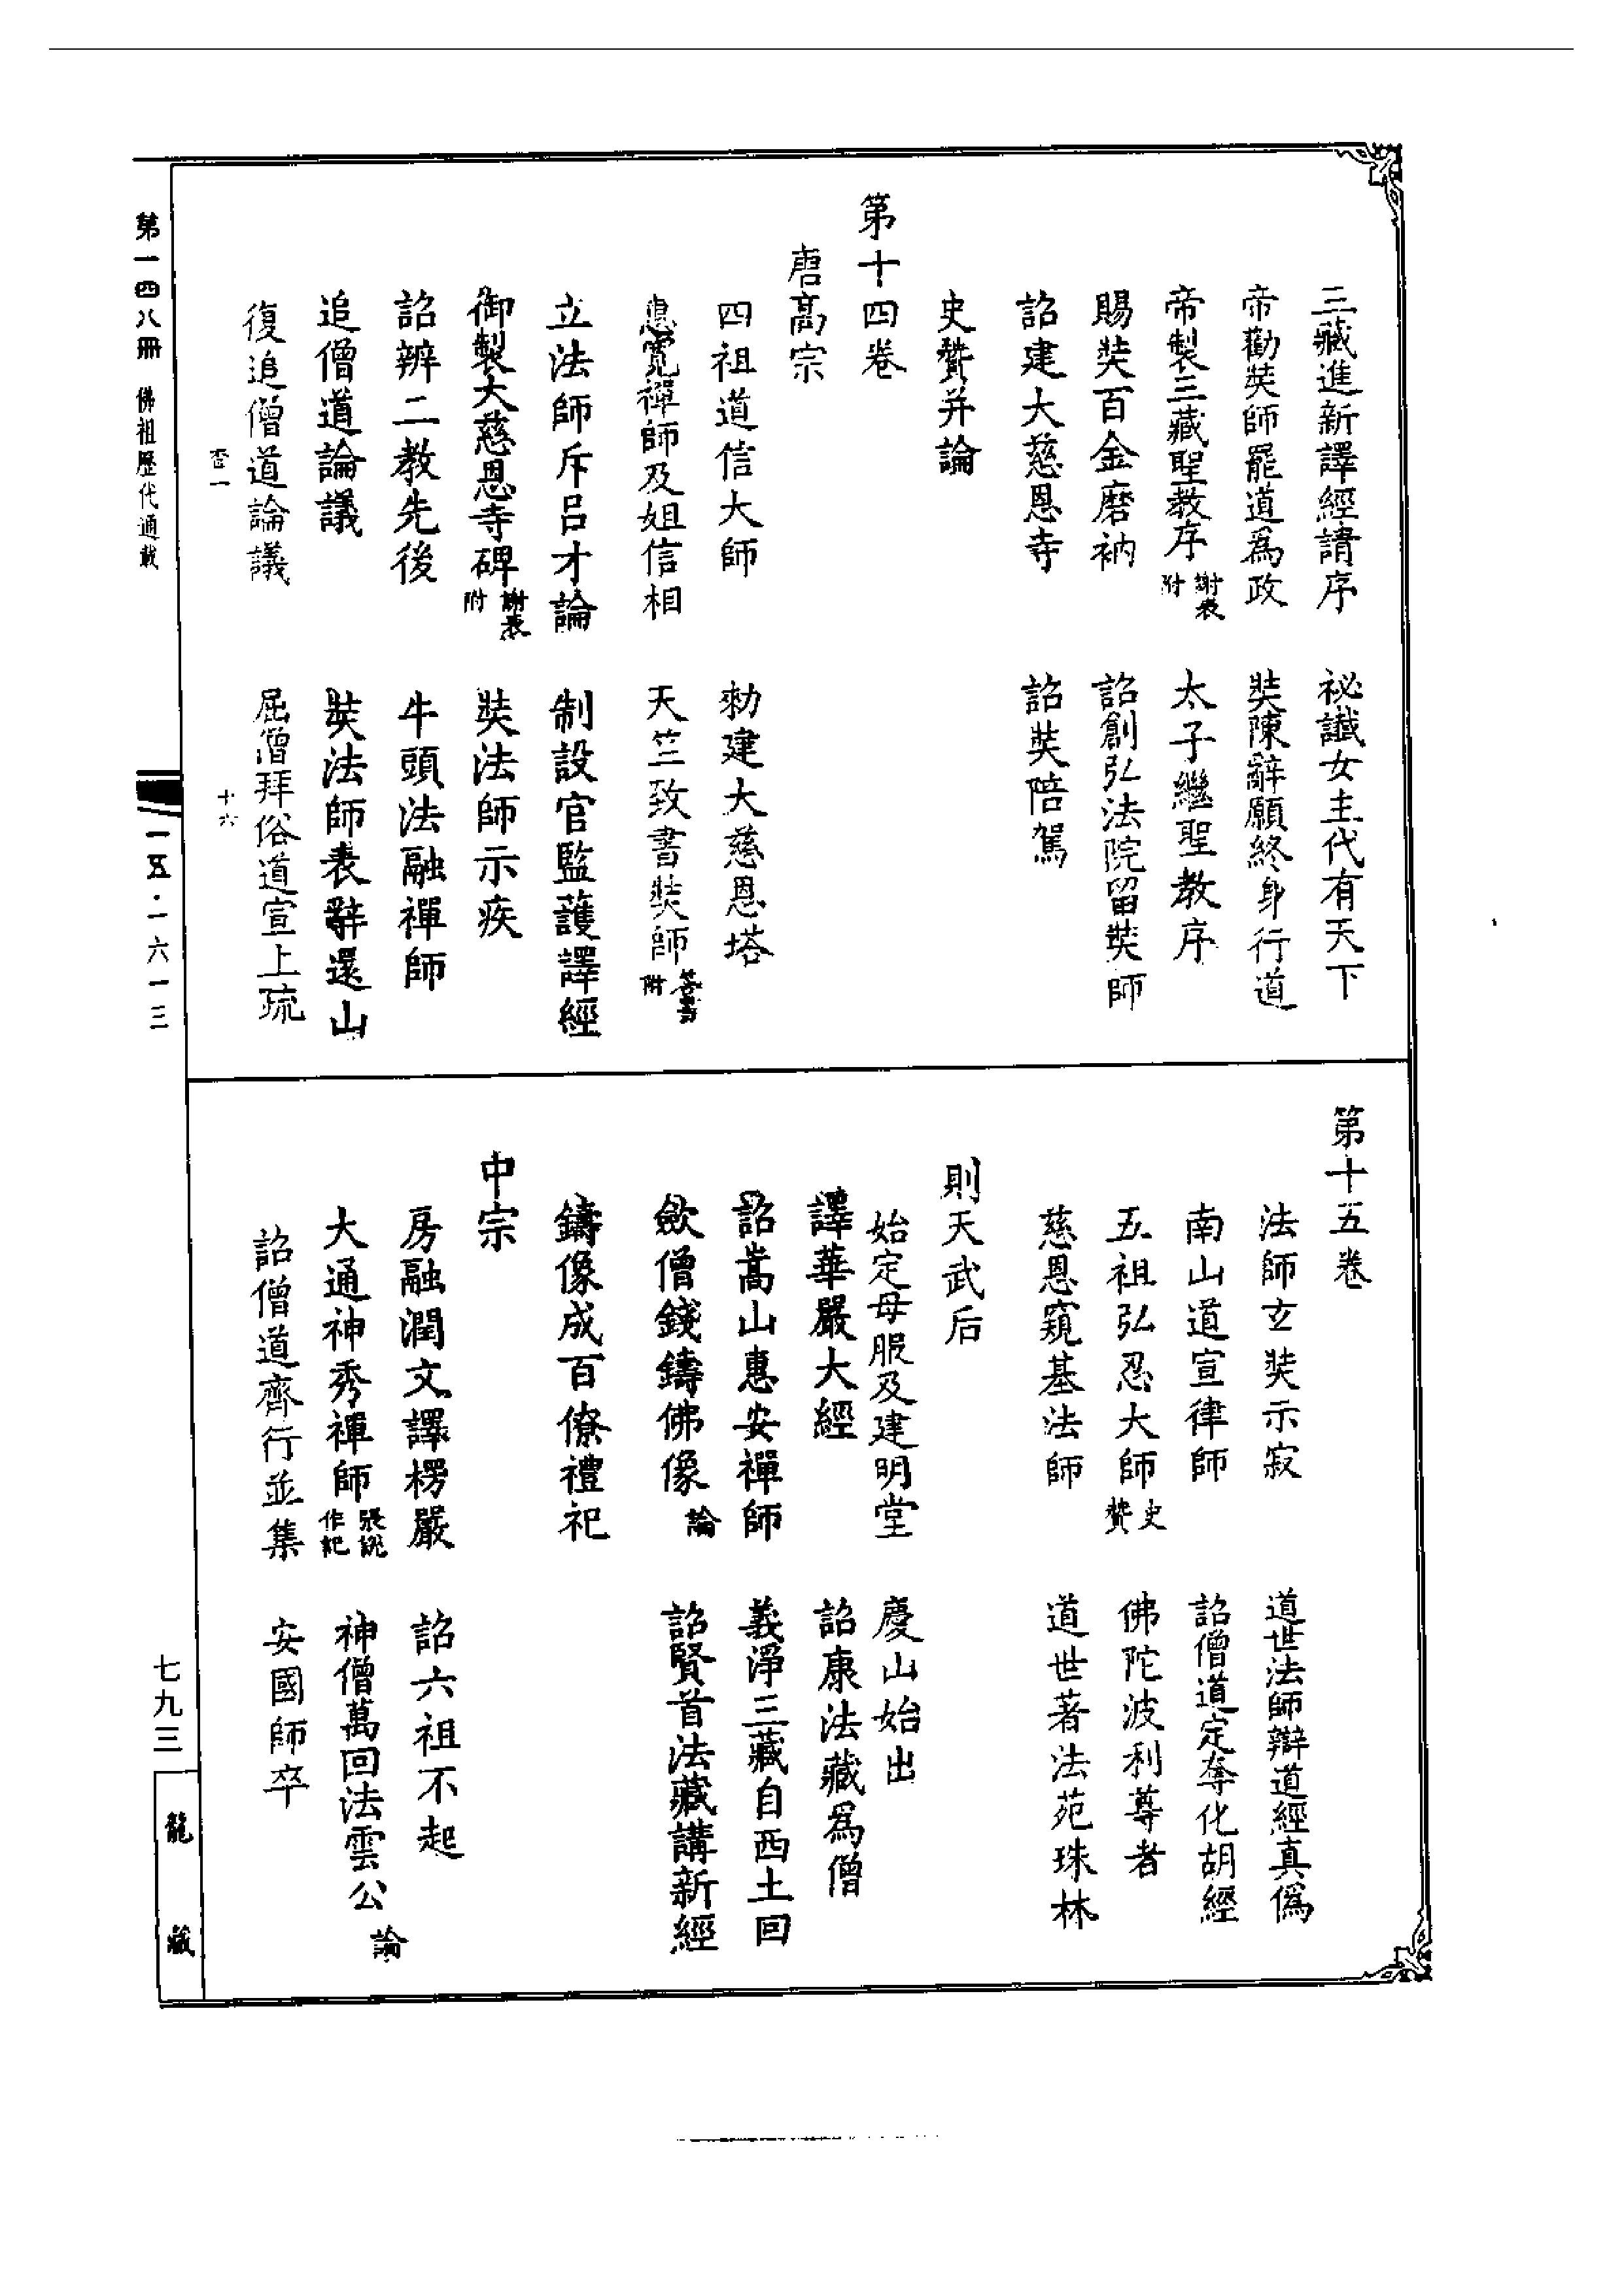 三藏進新譯經請序　祕讖女主代有天下
帝勸奘師罷道爲政　奘陳辭願終身行道
帝製三藏聖教序謝表附　太子繼聖教序
賜奘百金磨衲　詔創弘法院留奘師
詔建大慈恩寺　詔奘陪駕
史贊并論
第十四卷
唐高宗
四祖道信大師　勑建大慈恩塔
惠寬禪師及姐信相　天竺致書奘師答書附
立法師斥呂才論　制設官監護譯經
御製大慈恩寺碑謝表附　奘法師示疾
詔辨二教先後　牛頭法融禪師
追僧道論議　奘法師表辭還山
復追僧道論議　屈僧拜俗道宣上疏
十六
第十五卷
法師玄奘示寂　道世法師辯道經真僞
南山道宣律師　詔僧道定奪化胡經
五祖弘忍大師史贊　佛陀波利尊者
慈恩窺基法師　道世著法苑珠林
則天武后
始定母服及建明堂　慶山始出
譯華嚴大經　詔康法藏爲僧
詔嵩山惠安禪師　義淨三藏自西土回
斂僧錢鑄佛像論　詔賢首法藏講新經
鑄像成百僚禮祀
中宗
房融潤文譯楞嚴　詔六祖不起
大通神秀禪師張說作記　神僧萬回法雲公論
詔僧道齊行並集　安國師卒
第一四八冊　佛祖歷代通載
一五·一六一三
七九三
龍藏